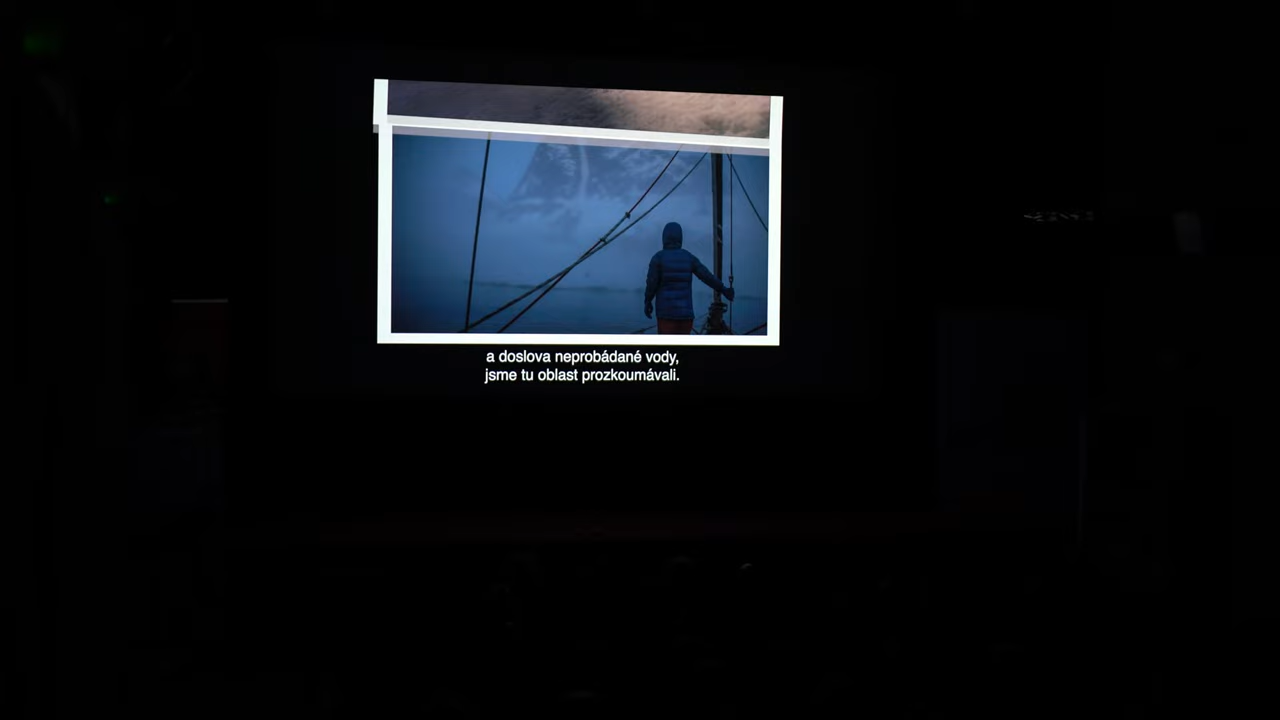 a doslova neprobádané vody,
jsme tu oblast prozkoumávali.